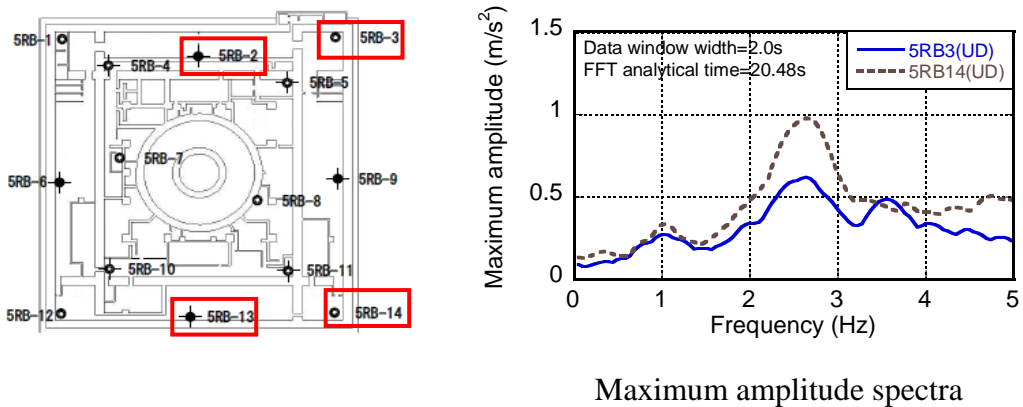 5RB-1
5RB-2
5RB-3
5RB-4
5RB-5
5RB-7
5RB-6
5RB-9
5RB-8
5RB-10
5RB-11
5RB-12
5RB-13
5RB-14
Maximum amplitude (m/s²)
1.5
1
0.5
0
Data window width=2.0s
FFT analytical time=20.48s
5RB3(UD)
5RB14(UD)
0 1 2 3 4 5
Frequency (Hz)
Maximum amplitude spectra